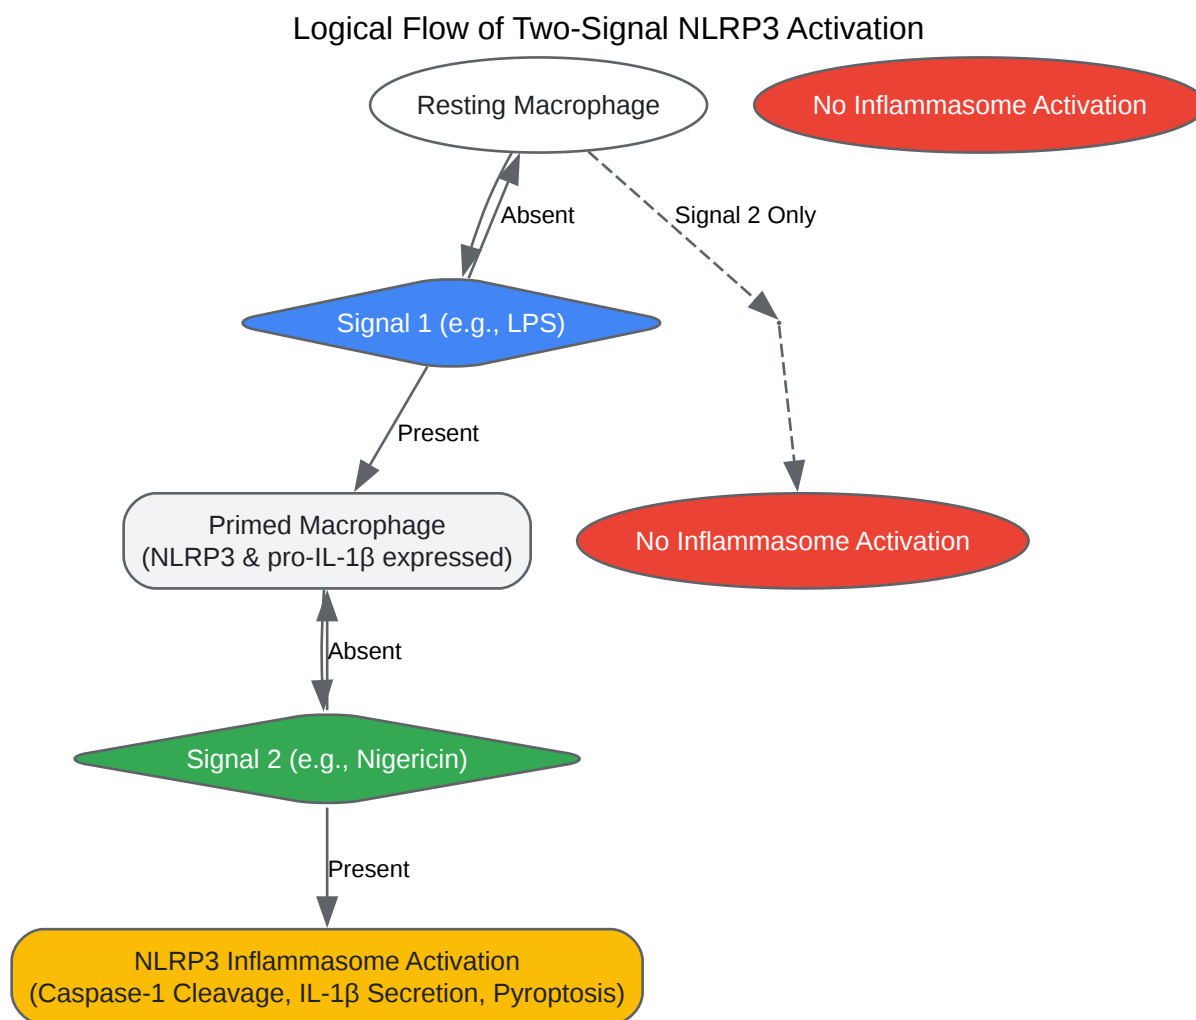 Logical Flow of Two-Signal NLRP3 Activation
Resting Macrophage
No Inflammasome Activation
Absent
Signal 2 Only
Signal 1 (e.g., LPS)
Present
Primed Macrophage
(NLRP3 & pro-IL-1β expressed)
No Inflammasome Activation
Absent
Signal 2 (e.g., Nigericin)
Present
NLRP3 Inflammasome Activation
(Caspase-1 Cleavage, IL-1β Secretion, Pyroptosis)